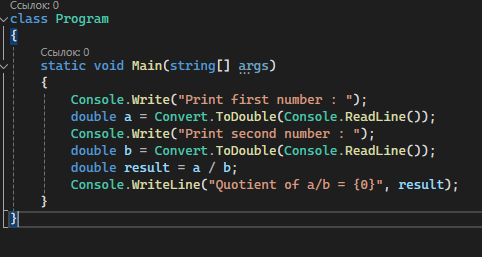 Ссылок: 0
class Program
{
Ссылок: 0
static void Main(string[] args)
{
Console.Write("Print first number : ");
double a = Convert.ToDouble(Console.ReadLine());
Console.Write("Print second number : ");
double b = Convert.ToDouble(Console.ReadLine());
double result = a / b;
Console.WriteLine("Quotient of a/b = {0}", result);
}
}